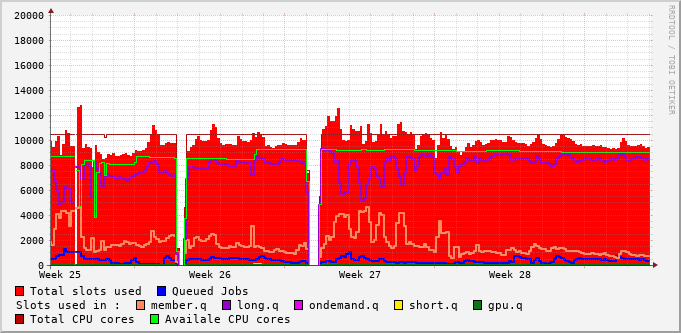 20000
18000
16000
14000
12000
10000
8000
6000
4000
2000
0
Week 25 Week 26 Week 27 Week 28
Total slots used Queued Jobs
Slots used in : member.q long.q ondemand.q short.q gpu.q
Total CPU cores Availale CPU cores
RRDTOOL / TOBI OETIKER